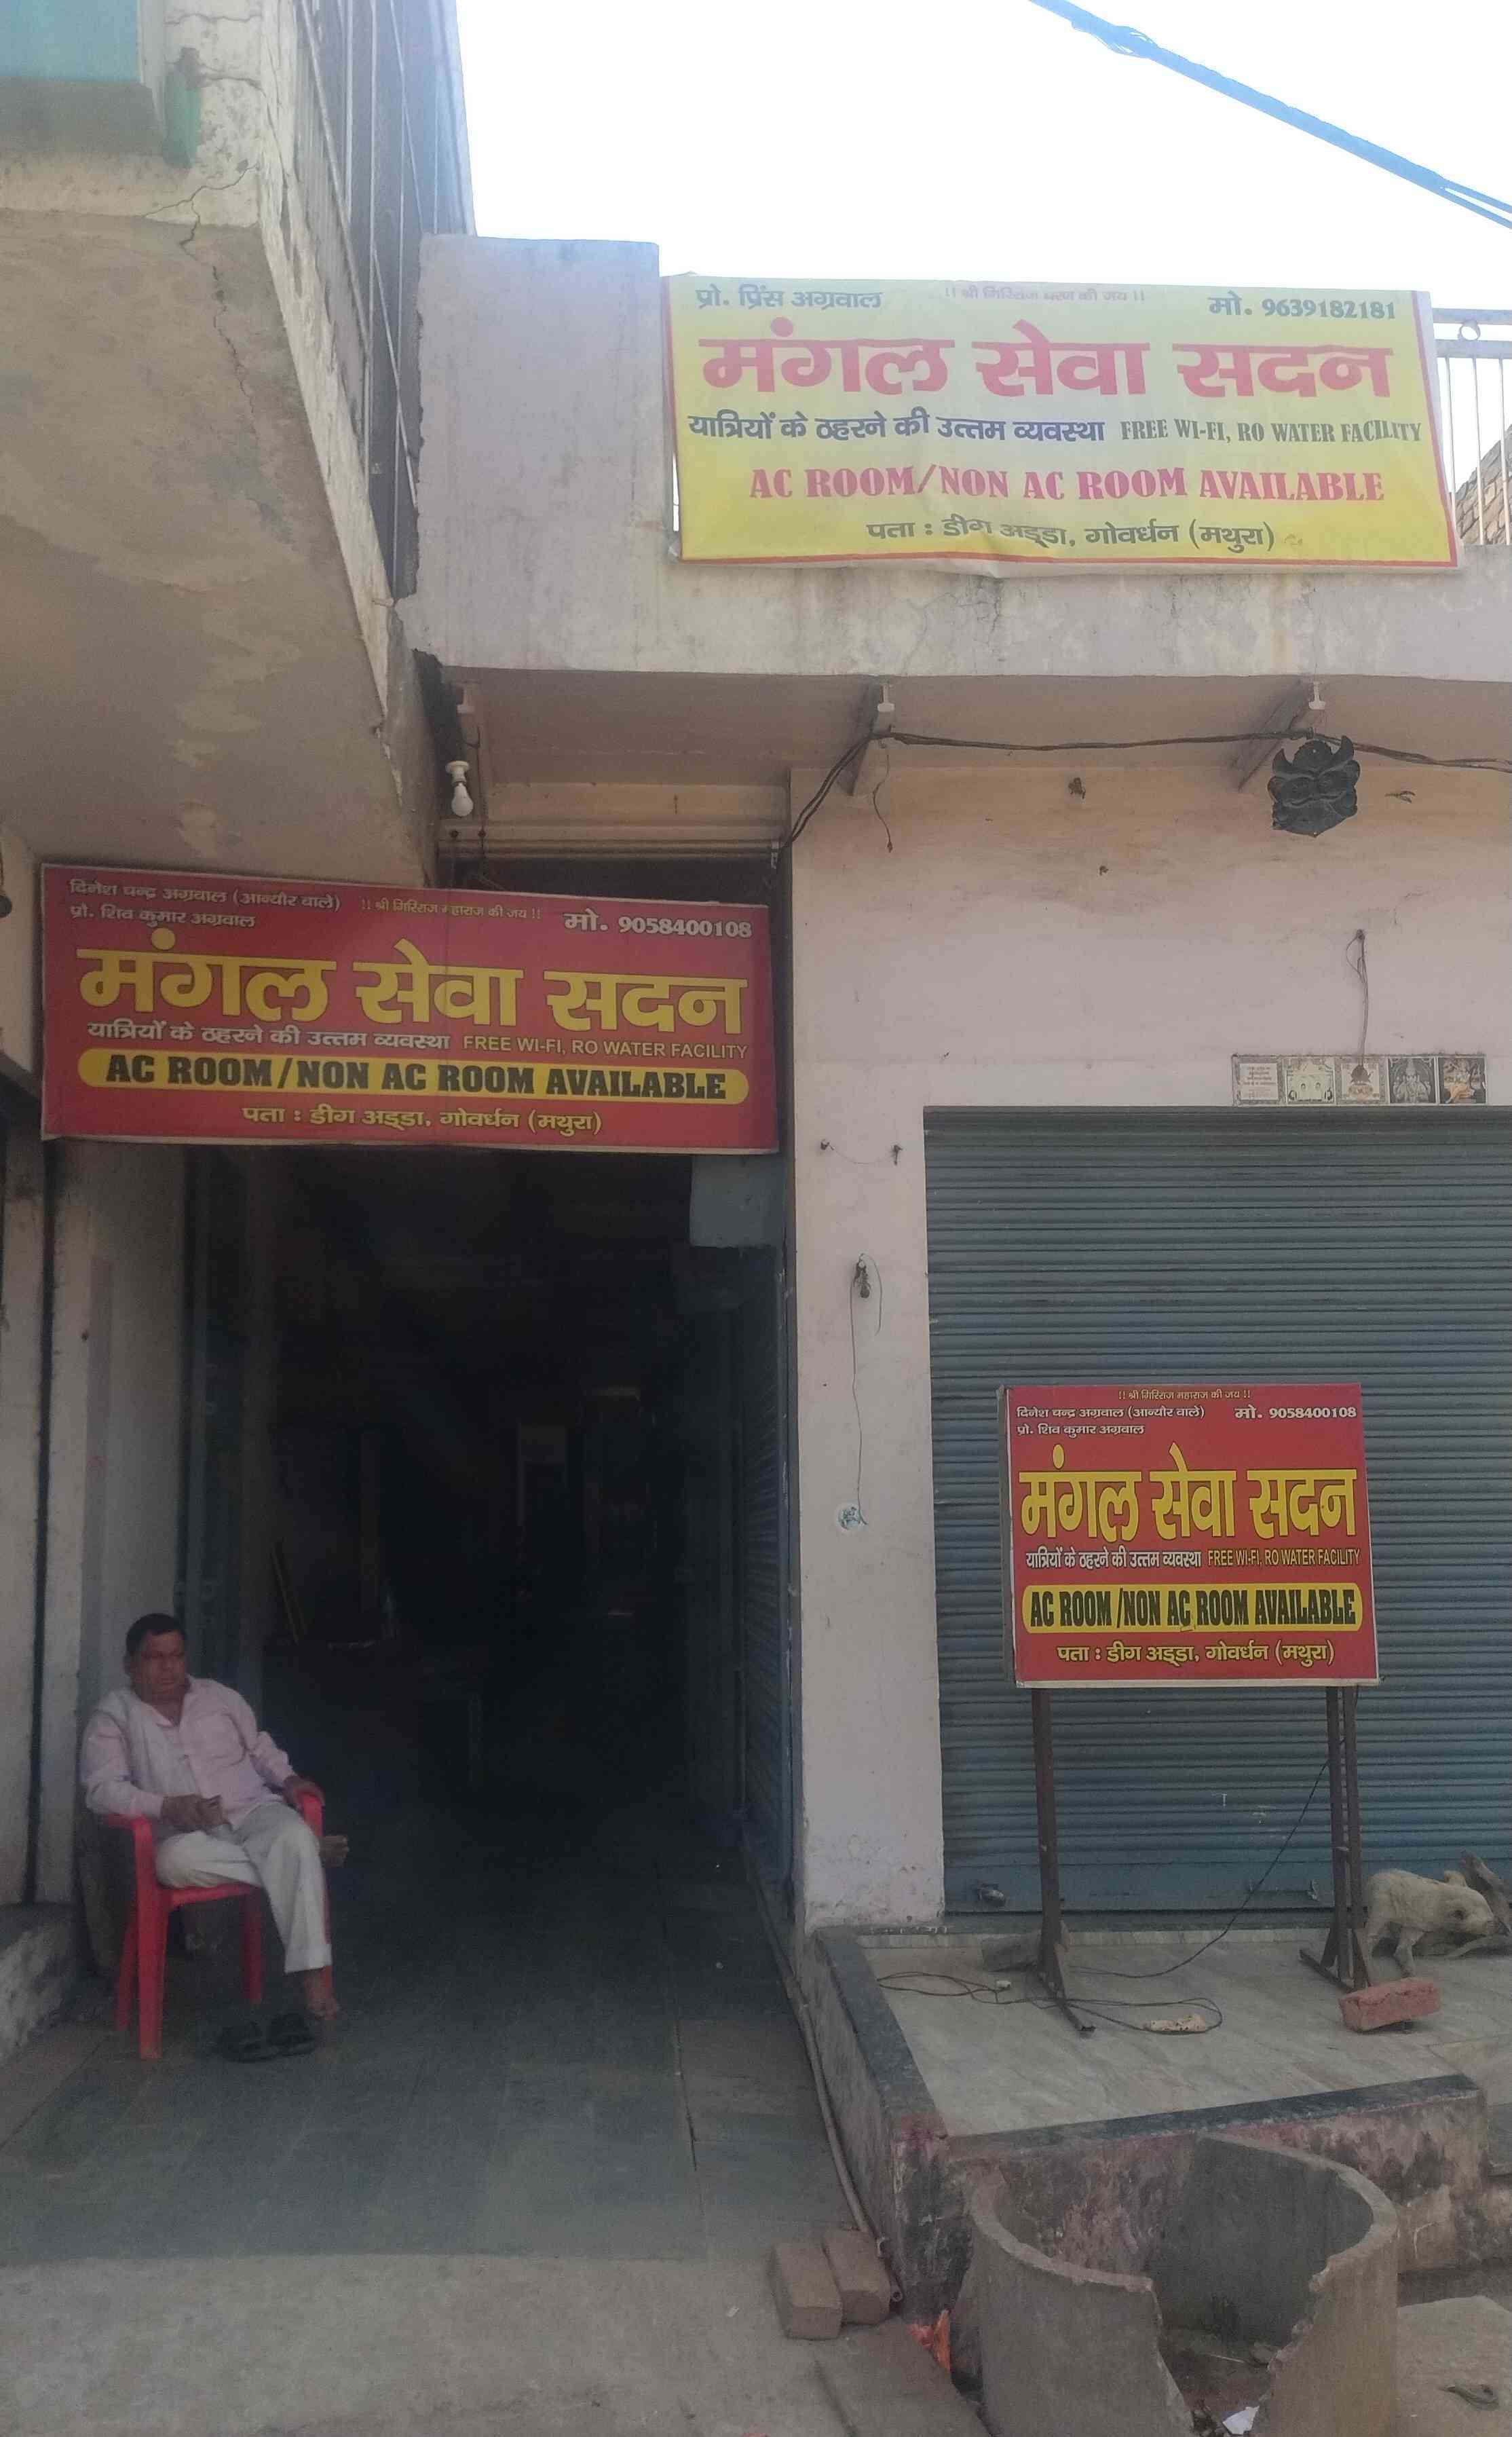 प्रो. प्रिंस अग्रवाल
!! श्री गिरिराज चरण की जय !!
मो. 9639182181
मंगल सेवा सदन
यात्रियों के ठहरने की उत्तम व्यवस्था FREE WI-FI, RO WATER FACILITY
AC ROOM/NON AC ROOM AVAILABLE
पता : डीग अड्डा, गोवर्धन (मथुरा)
दिनेश चन्द्र अग्रवाल (आन्यौर वाले)
!! श्री गिरिराज महाराज की जय !!
मो. 9058400108
प्रो. शिव कुमार अग्रवाल
मंगल सेवा सदन
यात्रियों के ठहरने की उत्तम व्यवस्था FREE WI-FI, RO WATER FACILITY
AC ROOM/NON AC ROOM AVAILABLE
पता : डीग अड्डा, गोवर्धन (मथुरा)
!! श्री गिरिराज महाराज की जय !!
दिनेश चन्द्र अग्रवाल (आन्यौर वाले) मो. 9058400108
प्रो. शिव कुमार अग्रवाल
मंगल सेवा सदन
यात्रियों के ठहरने की उत्तम व्यवस्था FREE WI-FI, RO WATER FACILITY
AC ROOM /NON AC ROOM AVAILABLE
पता : डीग अड्डा, गोवर्धन (मथुरा)